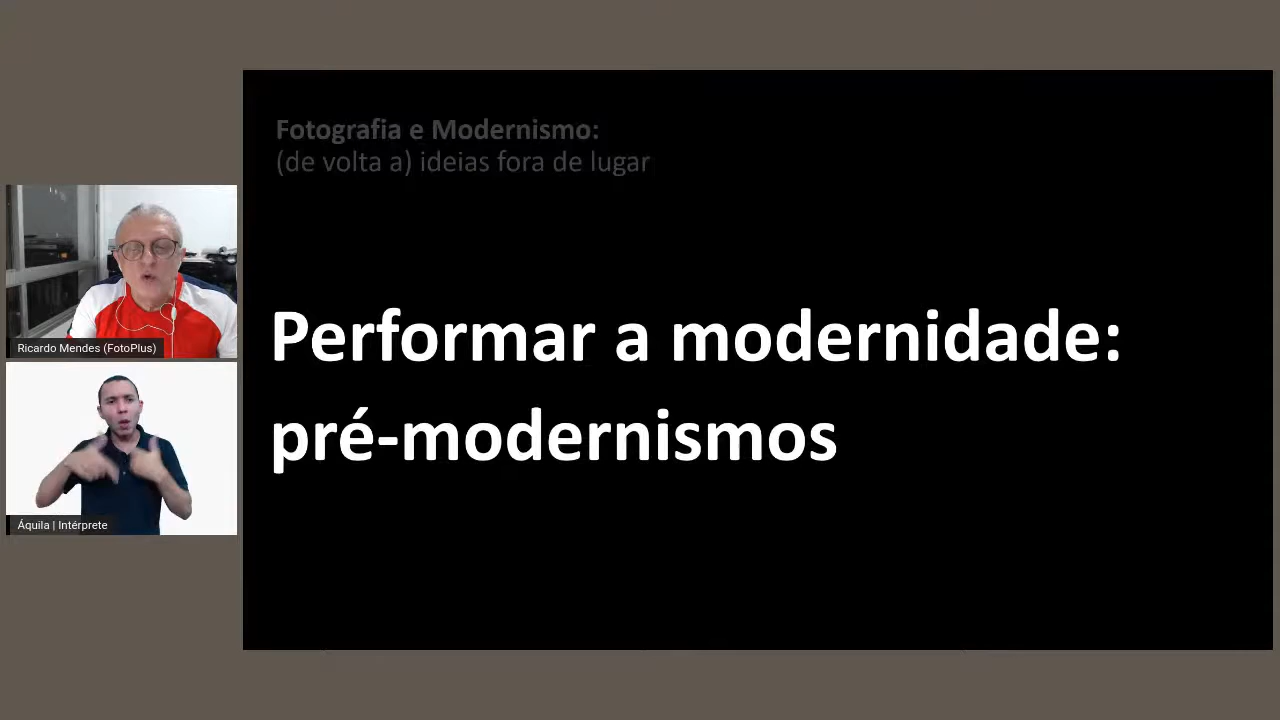 Fotografia e Modernismo:
(de volta a) ideias fora de lugar
Performar a modernidade:
pré-modernismos
Ricardo Mendes (FotoPlus)
Áquila | Intérprete